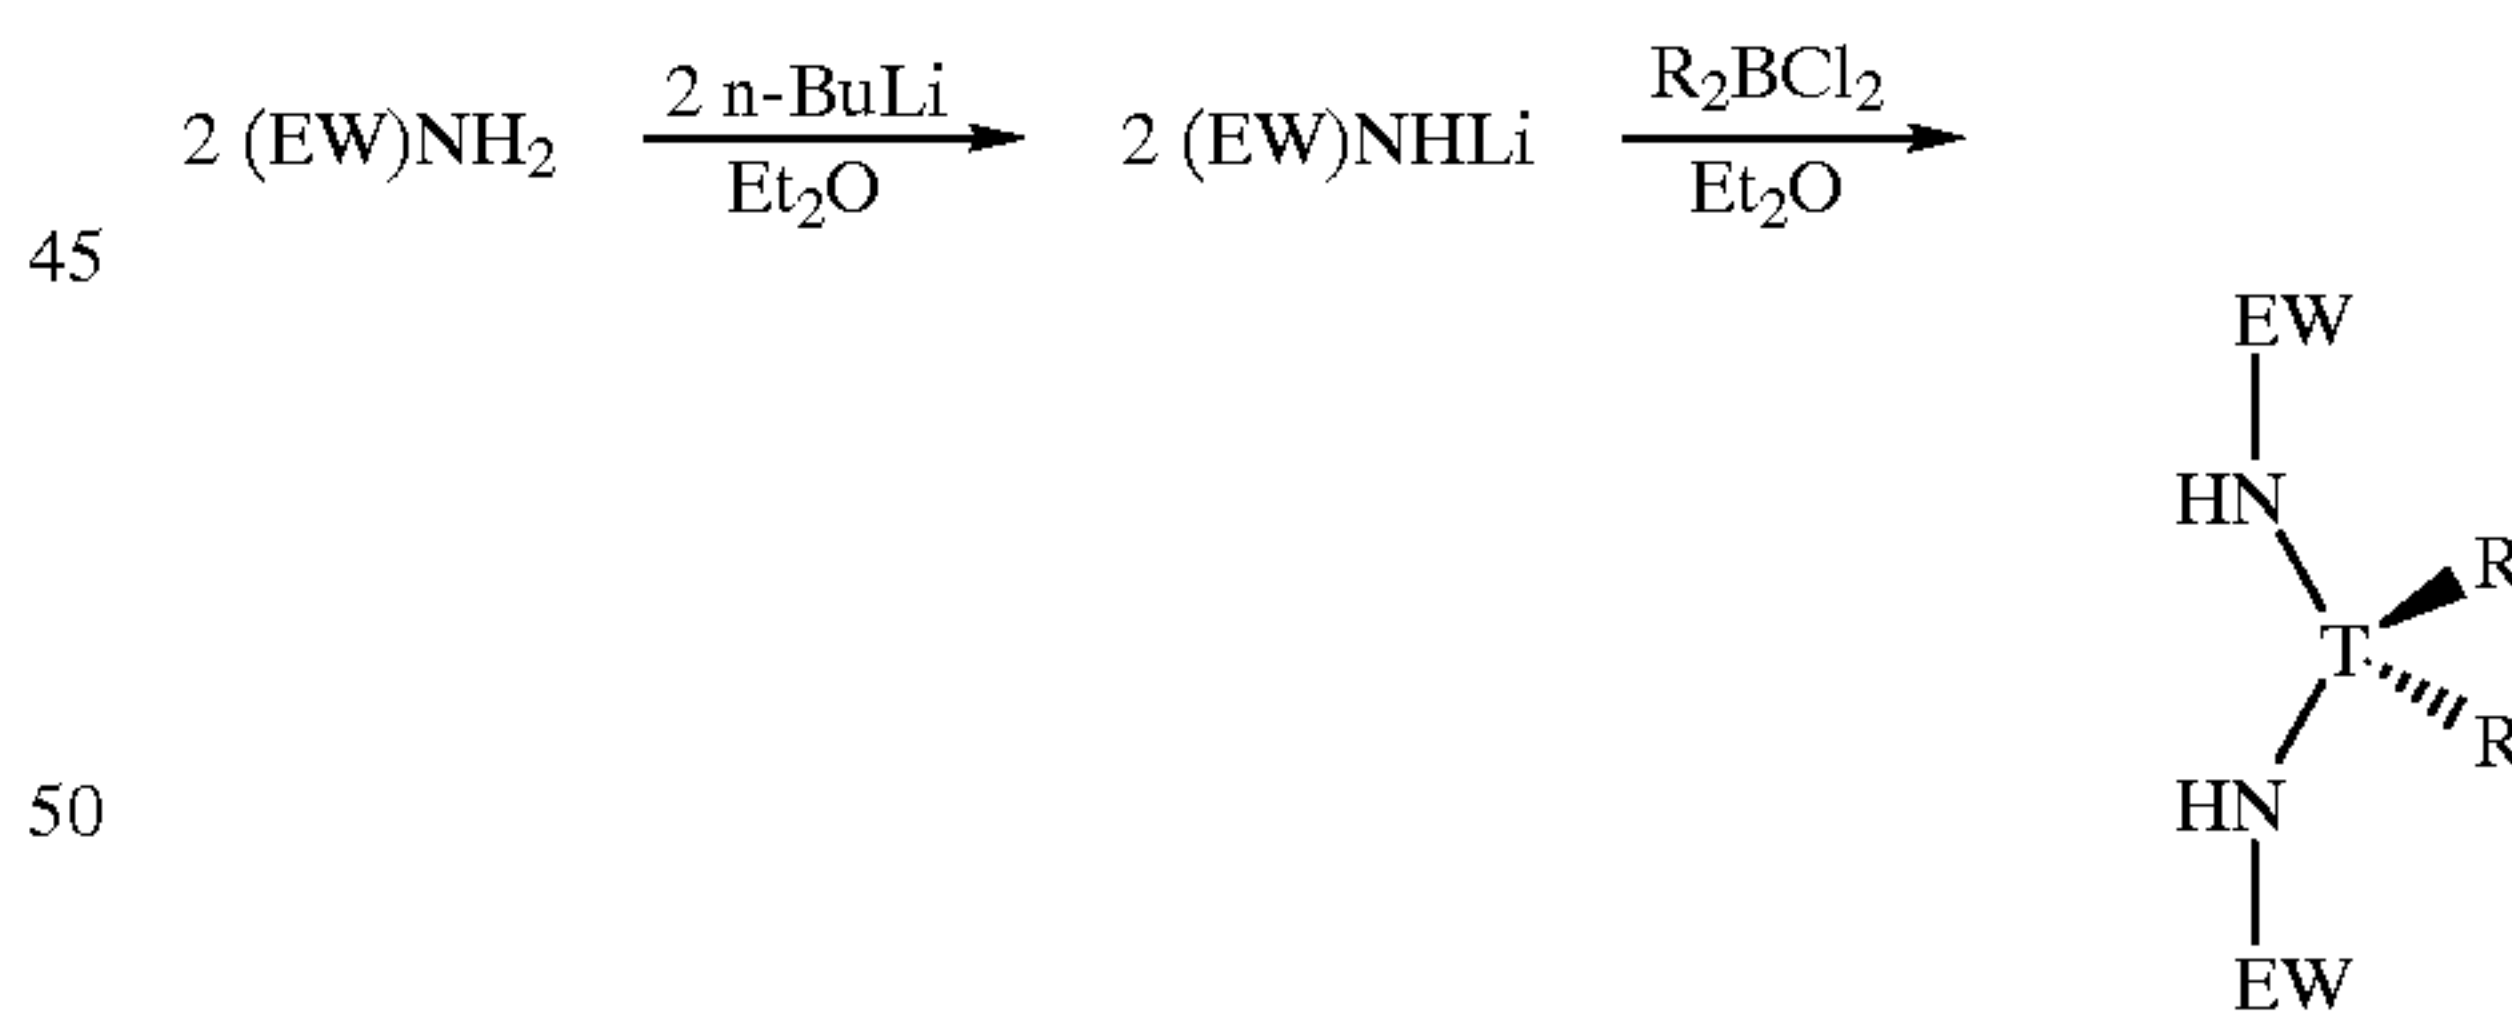 2 (EW)NH2 2 n-BuLi Et2O 2 (EW)NHLi R2BCl2 Et2O
45
EW
HN
R
T
R
50
HN
EW